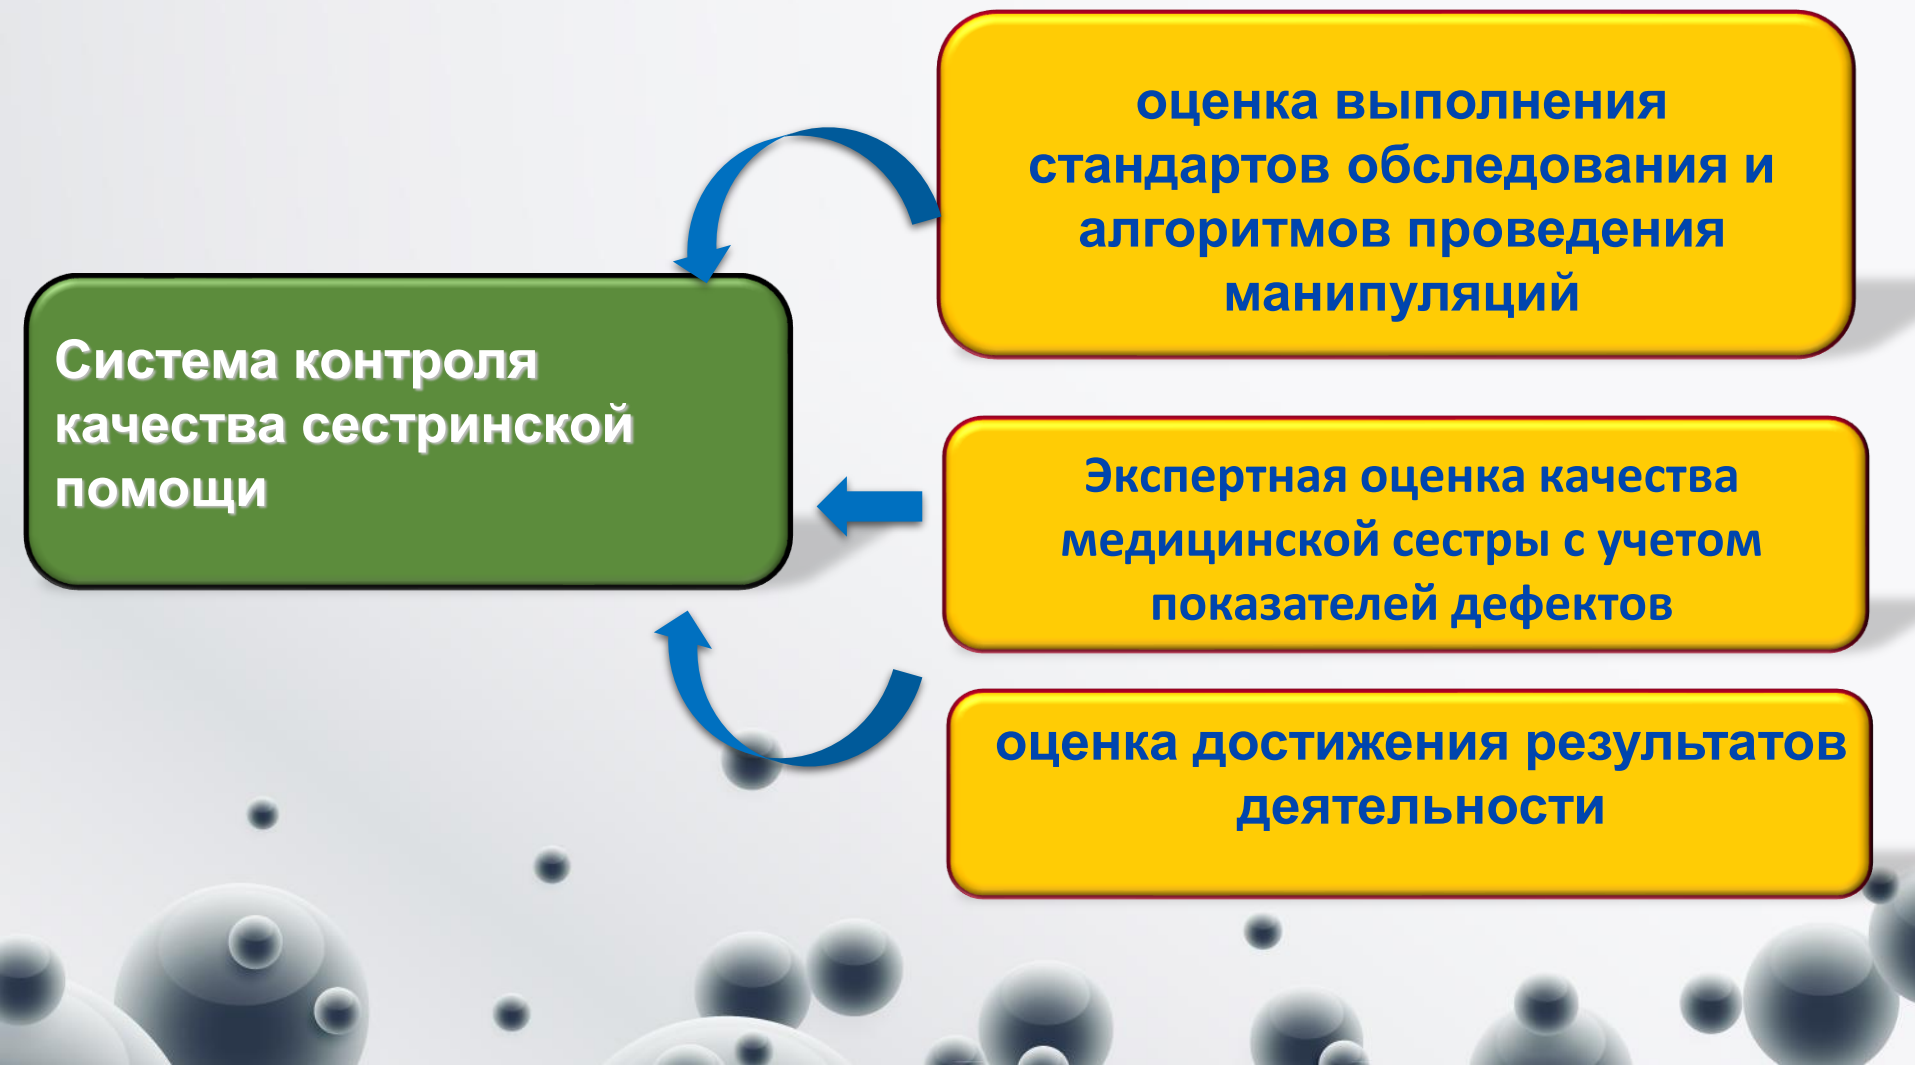 оценка выполнения
стандартов обследования и
алгоритмов проведения
манипуляций
Система контроля
качества сестринской
помощи
Экспертная оценка качества
медицинской сестры с учетом
показателей дефектов
оценка достижения результатов
деятельности